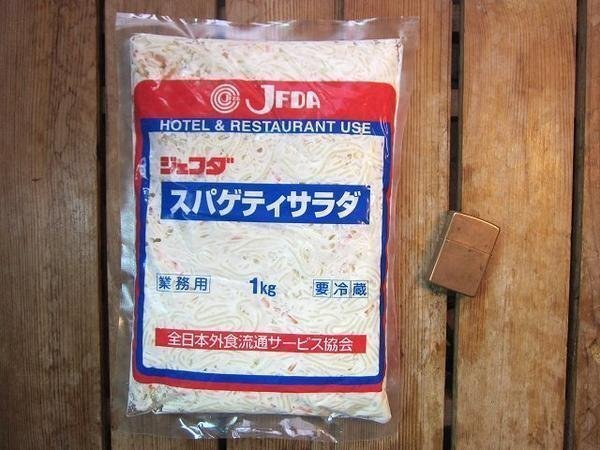 JFDA
HOTEL & RESTAURANT USE
ジェフダ
スパゲティサラダ
業務用 1kg 要冷蔵
全日本外食流通サービス協会